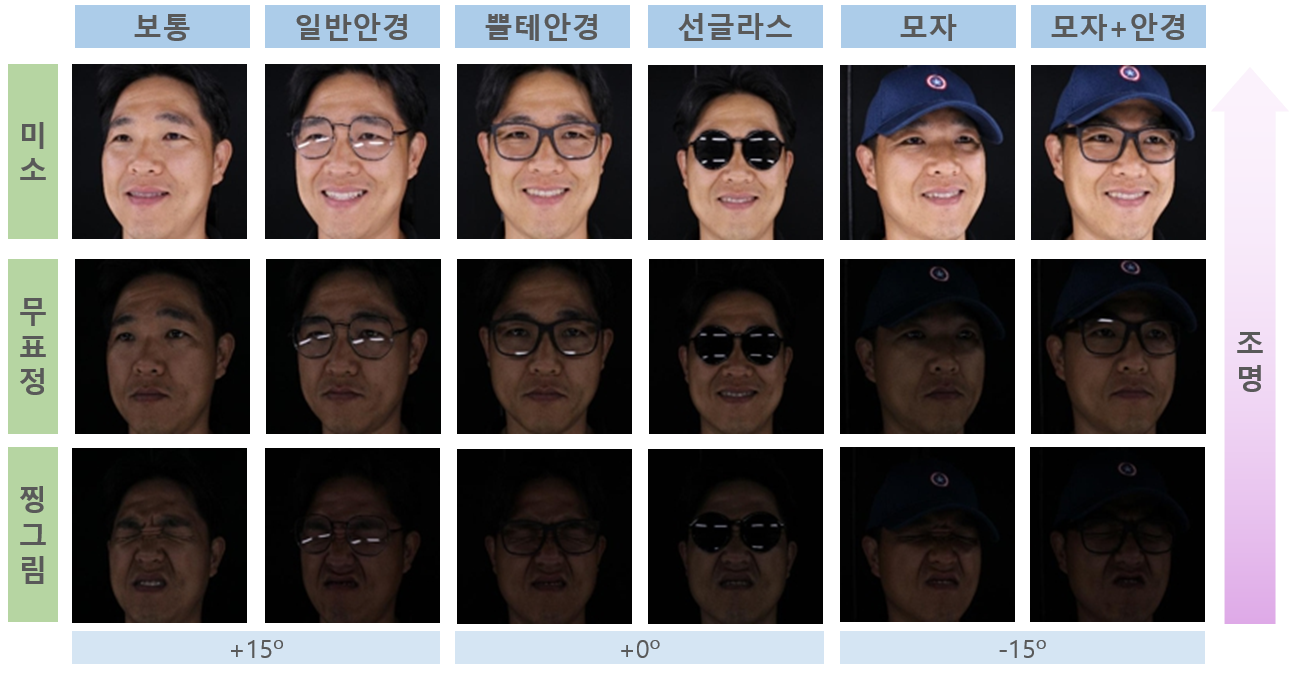 보통 일반안경 뿔테안경 선글라스 모자 모자+안경
미소
무표정
조명
찡그림
+15º +0º -15º